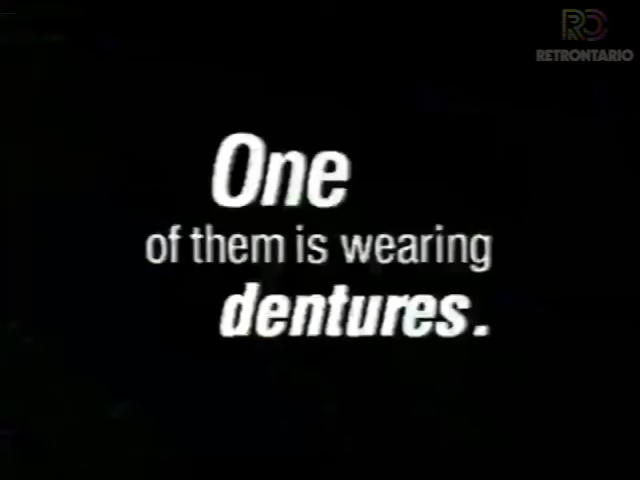 RETRONTARIO
One
of them is wearing
dentures.